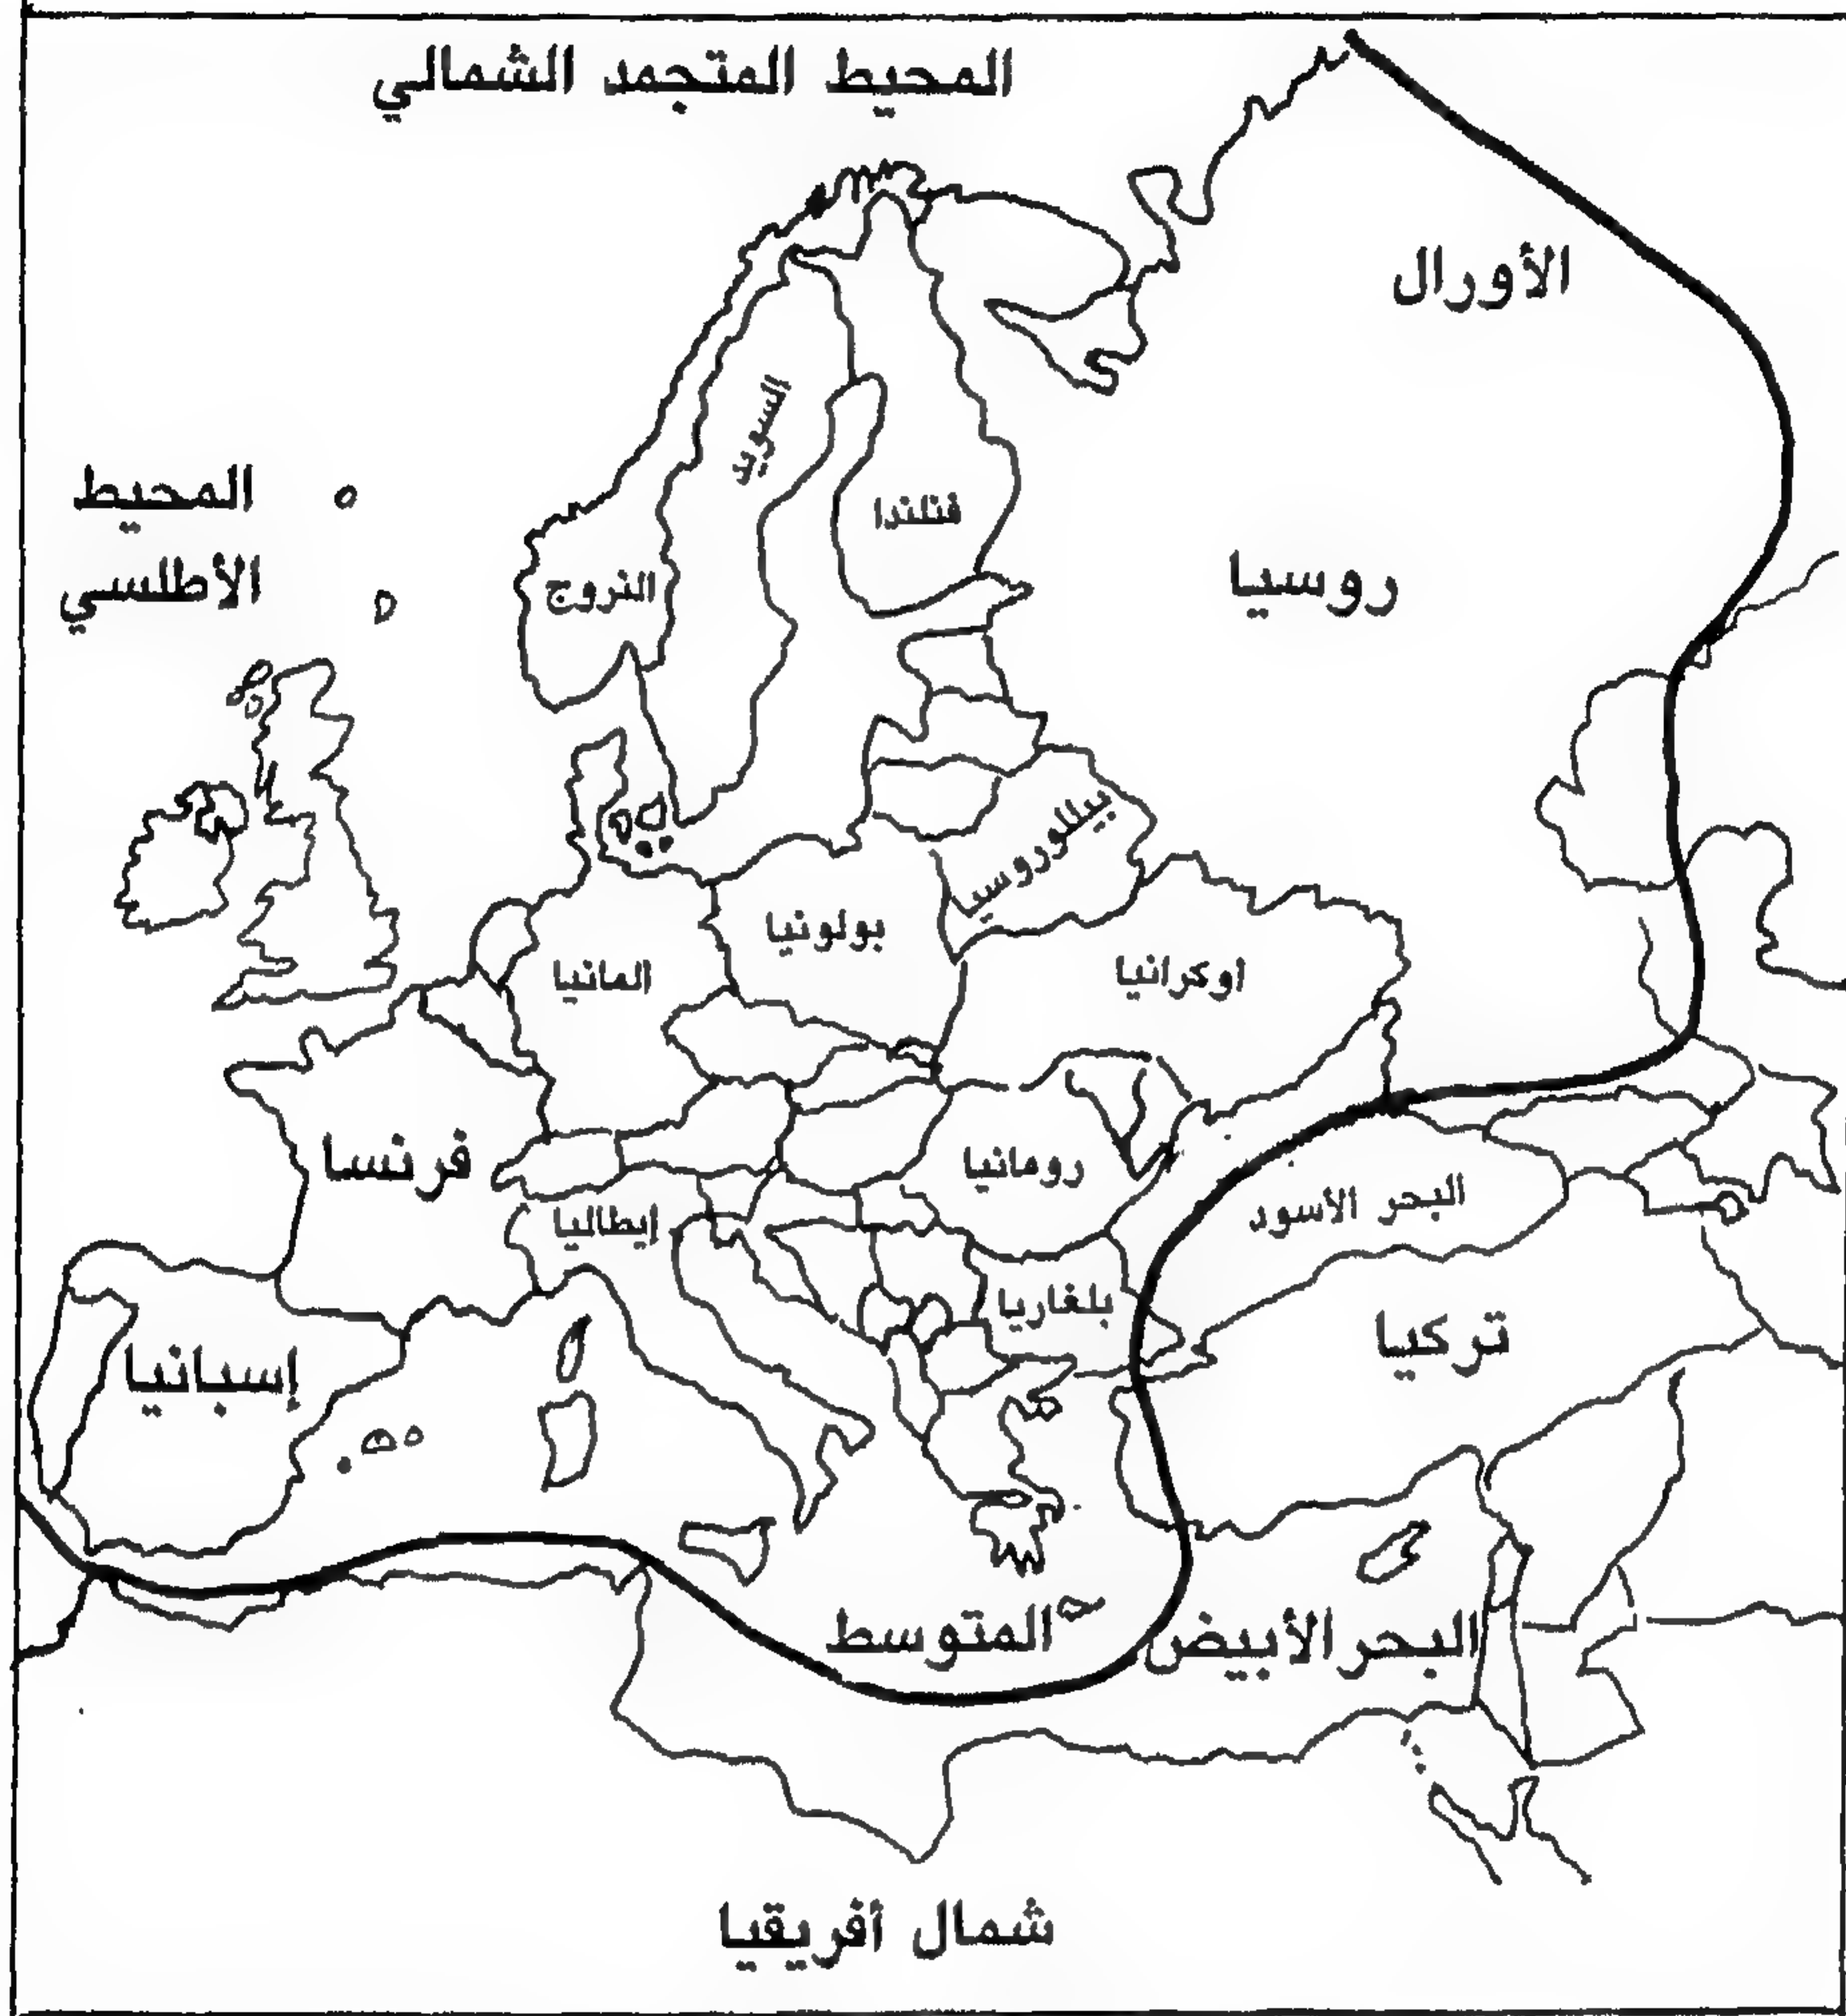 المحيط المتجمد الشمالي
الأورال
السويد
المحيط
الأطلسي
فنلندا
النروج
روسيا
بيللوروسيا
بولونيا
المانيا
اوكرانيا
فرنسا
رومانيا
إيطاليا
البحر الأسود
بلغاريا
تركيا
إسبانيا
البحر الأبيض المتوسط
شمال أفريقيا